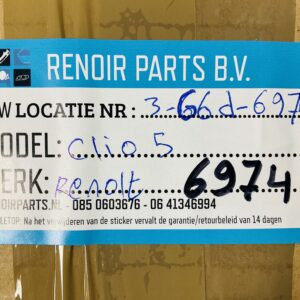 RENOIR PARTS B.V.
W LOCATIE NR : 3-G6d-697
ODEL: Clio 5
ERK: Renolt 6974
OIRPARTS.NL - 085 0603676 - 06 41346994
LETOP: Na het verwijderen van de sticker vervalt de garantie/retourbeleid van 14 dagen